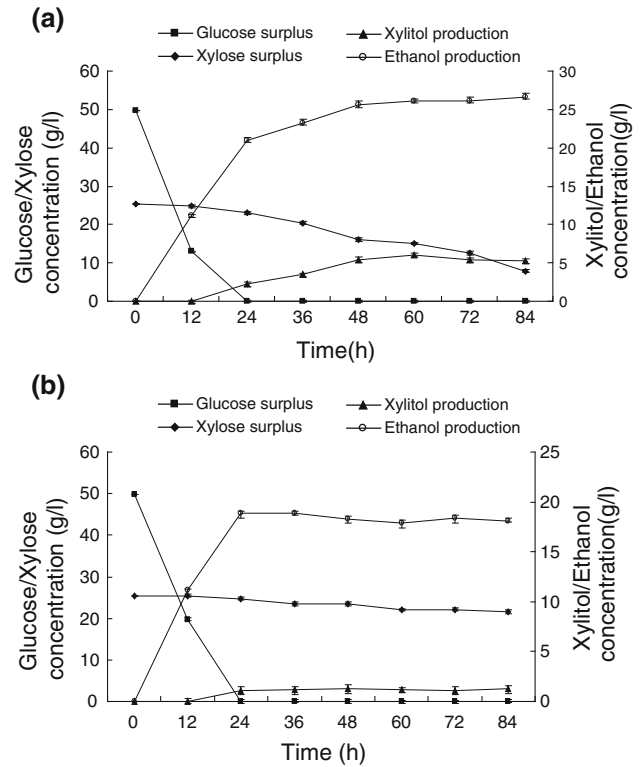 (a)
Glucose surplus
Xylitol production
Xylose surplus
Ethanol production
60
50
40
30
20
10
0
Glucose/Xylose
concentration (g/l)
30
25
20
15
10
5
0
Xylitol/Ethanol
concentration (g/l)
0 12 24 36 48 60 72 84
Time(h)
(b)
Glucose surplus
Xylitol production
Xylose surplus
Ethanol production
60
50
40
30
20
10
0
Glucose/Xylose
concentration (g/l)
25
20
15
10
5
0
Xylitol/Ethanol
concentration(g/l)
0 12 24 36 48 60 72 84
Time (h)